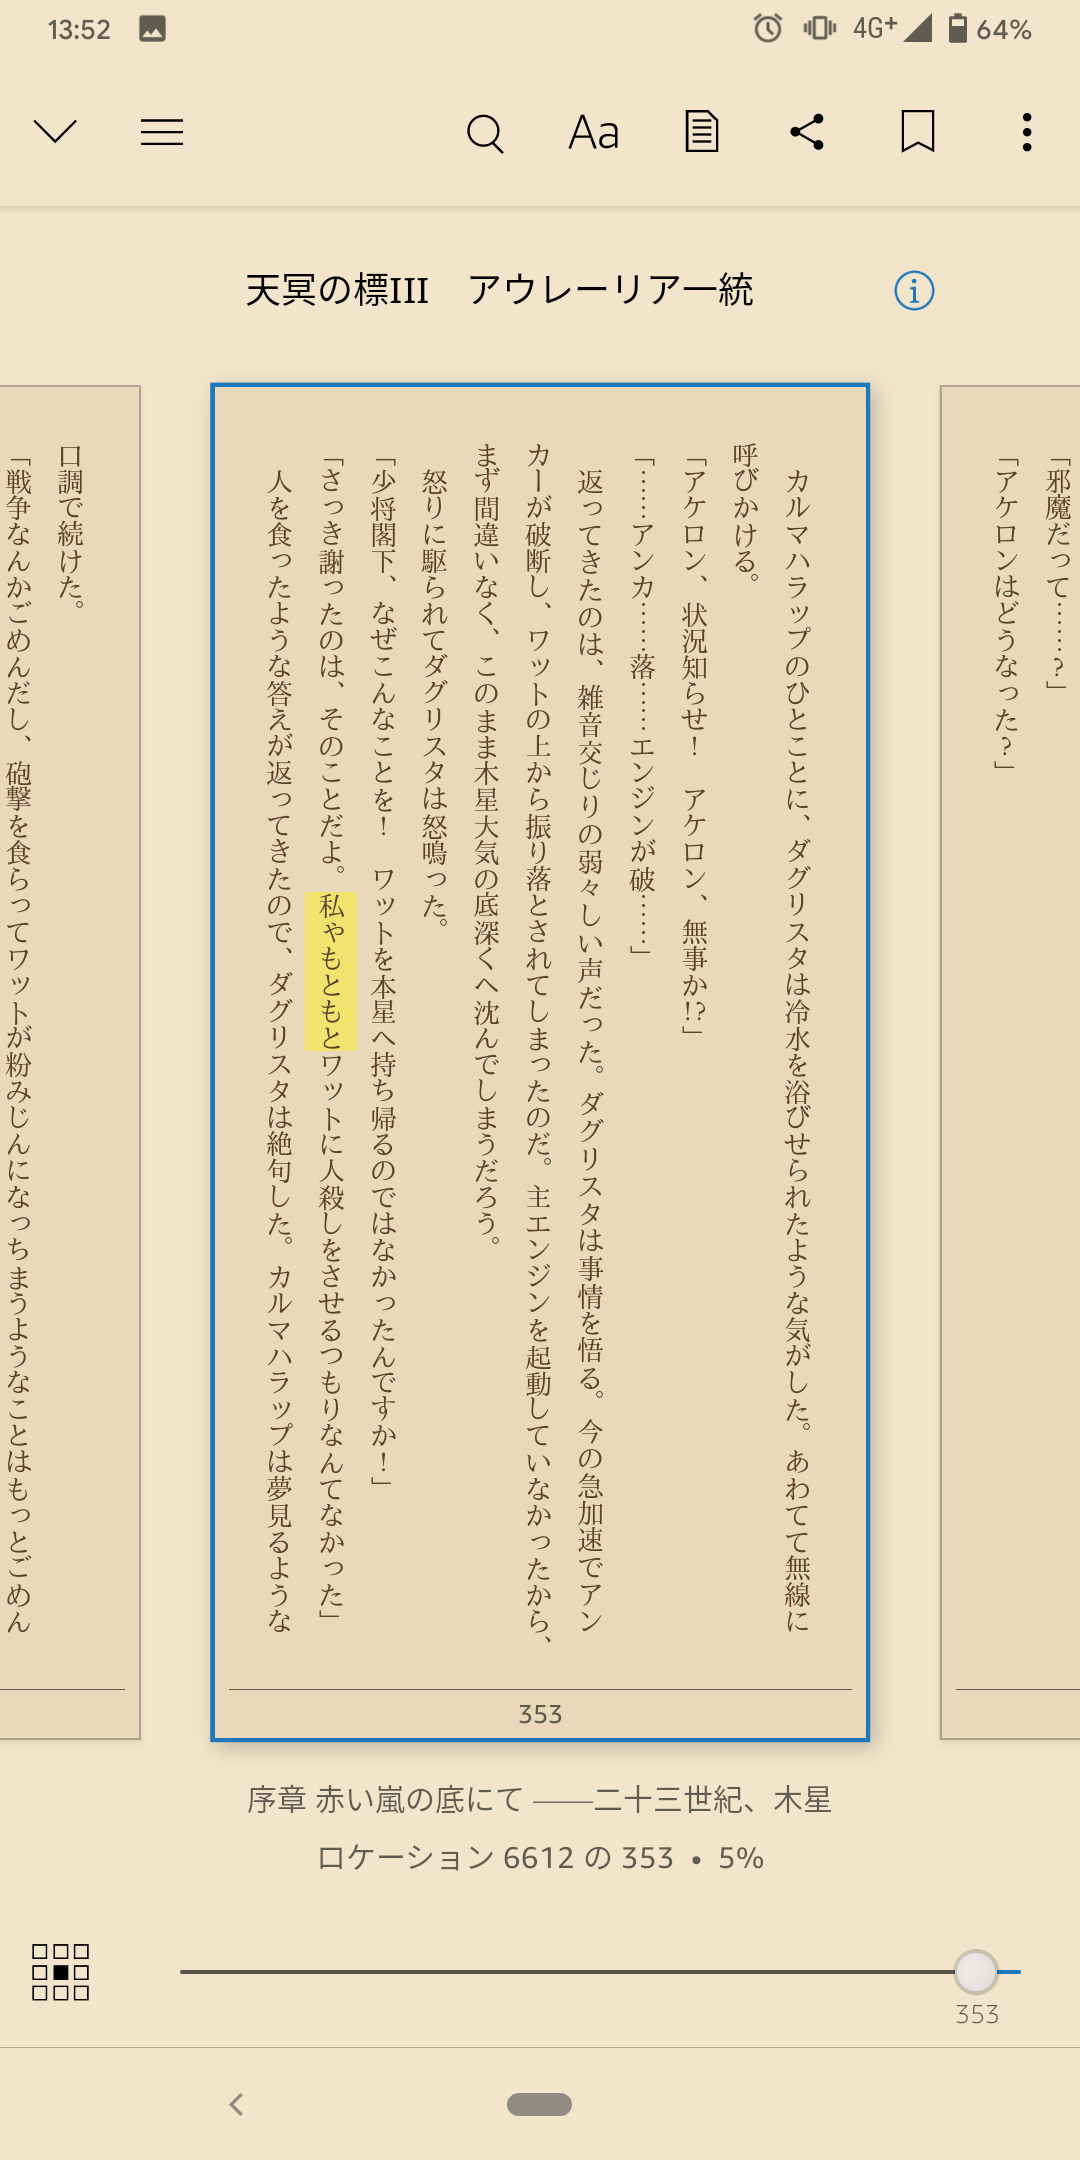 13:52
4G+
64%
Aa
天冥の標III　アウレーリア一統
「邪魔だって……?」
「アケロンはどうなった?」
カルマハラップのひとことに、ダグリスタは冷水を浴びせられたような気がした。あわてて無線に
呼びかける。
「アケロン、状況知らせ！　アケロン、無事か!?」
「……アンカ……落……エンジンが破……」
返ってきたのは、雑音交じりの弱々しい声だった。ダグリスタは事情を悟る。今の急加速でアン
カーが破断し、ワットの上から振り落とされてしまったのだ。主エンジンを起動していなかったから、
まず間違いなく、このまま木星大気の底深くへ沈んでしまうだろう。
怒りに駆られてダグリスタは怒鳴った。
「少将閣下、なぜこんなことを！　ワットを本星へ持ち帰るのではなかったんですか！」
「さっき謝ったのは、そのことだよ。私ゃもともとワットに人殺しをさせるつもりなんてなかった」
人を食ったような答えが返ってきたので、ダグリスタは絶句した。カルマハラップは夢見るような
口調で続けた。
「戦争なんかごめんだし、砲撃を食らってワットが粉みじんになっちまうようなことはもっとごめん
353
序章 赤い嵐の底にて ――二十三世紀、木星
ロケーション 6612 の 353 • 5%
353